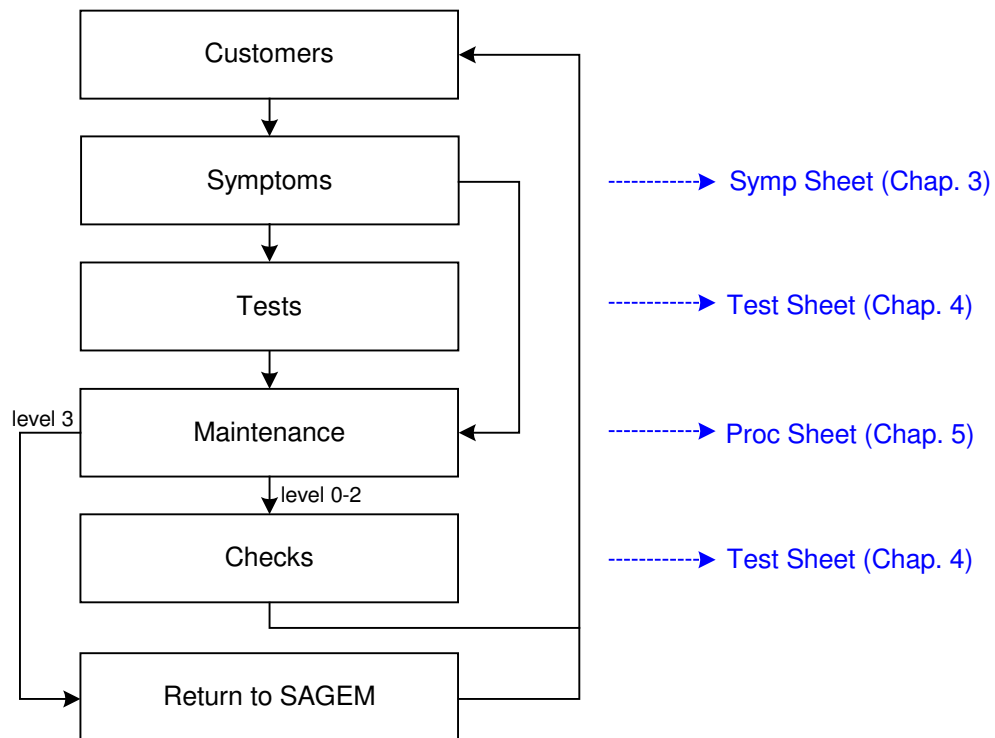 Customers
Symptoms
Symp Sheet (Chap. 3)
Tests
Test Sheet (Chap. 4)
level 3
Maintenance
Proc Sheet (Chap. 5)
level 0-2
Checks
Test Sheet (Chap. 4)
Return to SAGEM